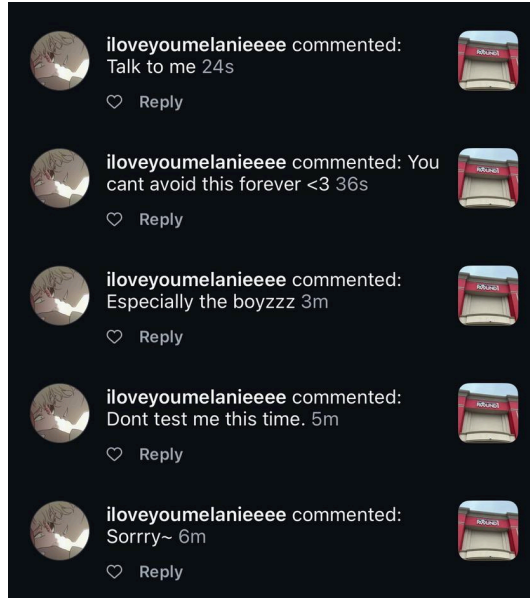 iloveyoumelanieeee commented:
Talk to me 24s
Reply
iloveyoumelanieeee commented: You
cant avoid this forever <3 36s
Reply
iloveyoumelanieeee commented:
Especially the boyzzz 3m
Reply
iloveyoumelanieeee commented:
Dont test me this time. 5m
Reply
iloveyoumelanieeee commented:
Sorrry~ 6m
Reply